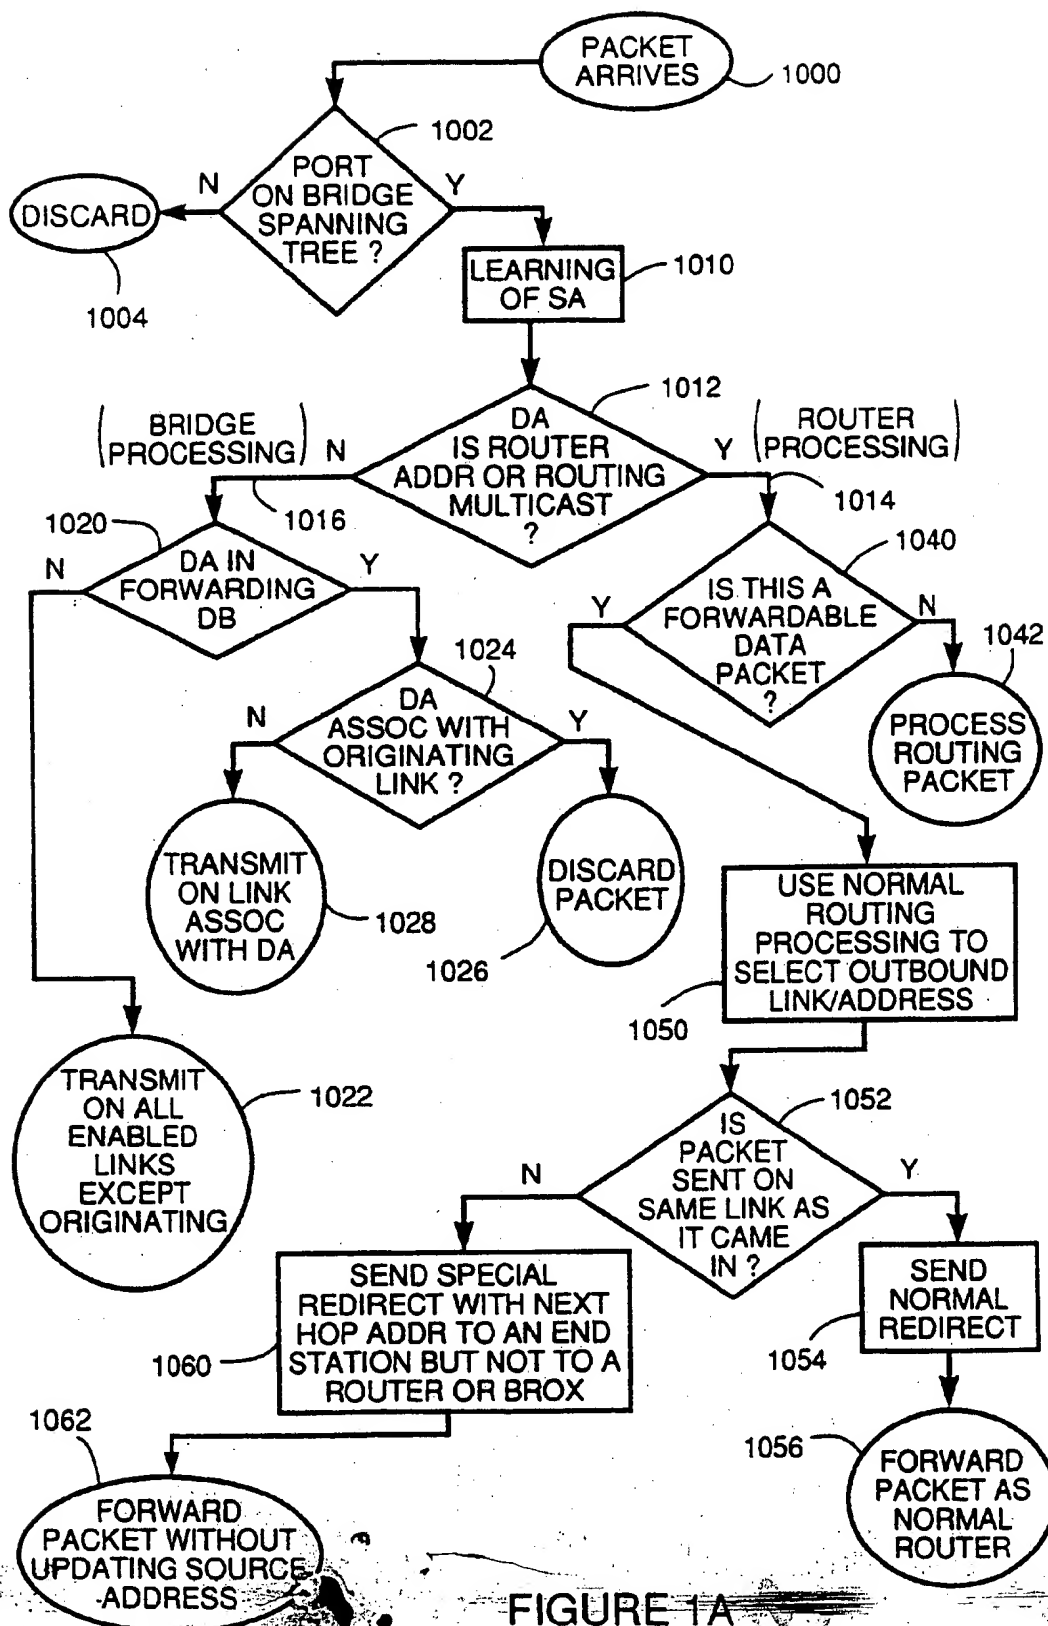 PACKET
ARRIVES
1000
1002
PORT
ON BRIDGE
SPANNING
TREE ?
N
Y
DISCARD
1004
LEARNING
OF SA
1010
1012
DA
IS ROUTER
ADDR OR ROUTING
MULTICAST
?
(BRIDGE
PROCESSING)
N
Y
(ROUTER
PROCESSING)
1016
1014
1020
DA IN
FORWARDING
DB
N
Y
1040
IS THIS A
FORWARDABLE
DATA
PACKET
?
Y
N
1042
PROCESS
ROUTING
PACKET
1024
DA
ASSOC WITH
ORIGINATING
LINK ?
N
Y
TRANSMIT
ON LINK
ASSOC
WITH DA
1028
DISCARD
PACKET
1026
USE NORMAL
ROUTING
PROCESSING TO
SELECT OUTBOUND
LINK/ADDRESS
1050
TRANSMIT
ON ALL
ENABLED
LINKS
EXCEPT
ORIGINATING
1022
1052
IS
PACKET
SENT ON
SAME LINK AS
IT CAME
IN ?
N
Y
SEND SPECIAL
REDIRECT WITH NEXT
HOP ADDR TO AN END
STATION BUT NOT TO A
ROUTER OR BROX
1060
SEND
NORMAL
REDIRECT
1054
1062
FORWARD
PACKET WITHOUT
UPDATING SOURCE
ADDRESS
1056
FORWARD
PACKET AS
NORMAL
ROUTER
FIGURE 1A